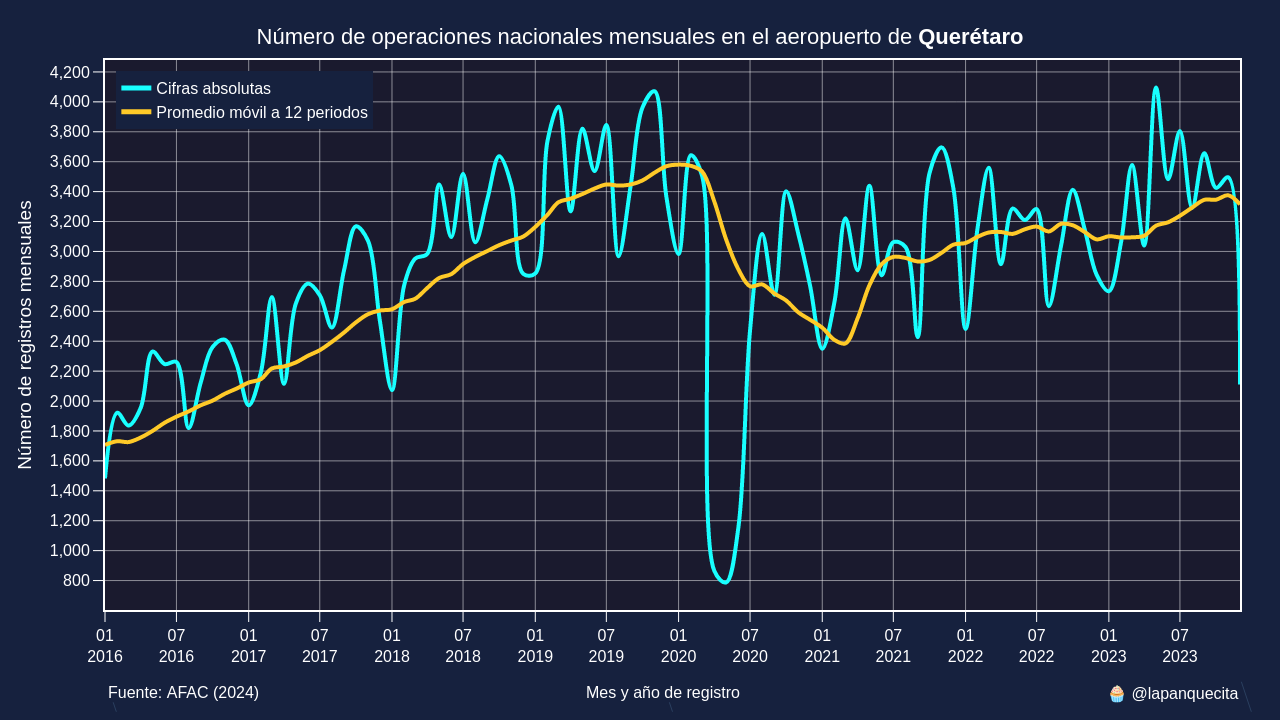 Número de operaciones nacionales mensuales en el aeropuerto de Querétaro
Cifras absolutas
Promedio móvil a 12 periodos
Número de registros mensuales
4,200
4,000
3,800
3,600
3,400
3,200
3,000
2,800
2,600
2,400
2,200
2,000
1,800
1,600
1,400
1,200
1,000
800
01 07 01 07 01 07 01 07 01 07 01 07 01 07 01 07
2016 2016 2017 2017 2018 2018 2019 2019 2020 2020 2021 2021 2022 2022 2023 2023
Fuente: AFAC (2024)
Mes y año de registro
🧁 @lapanquecita